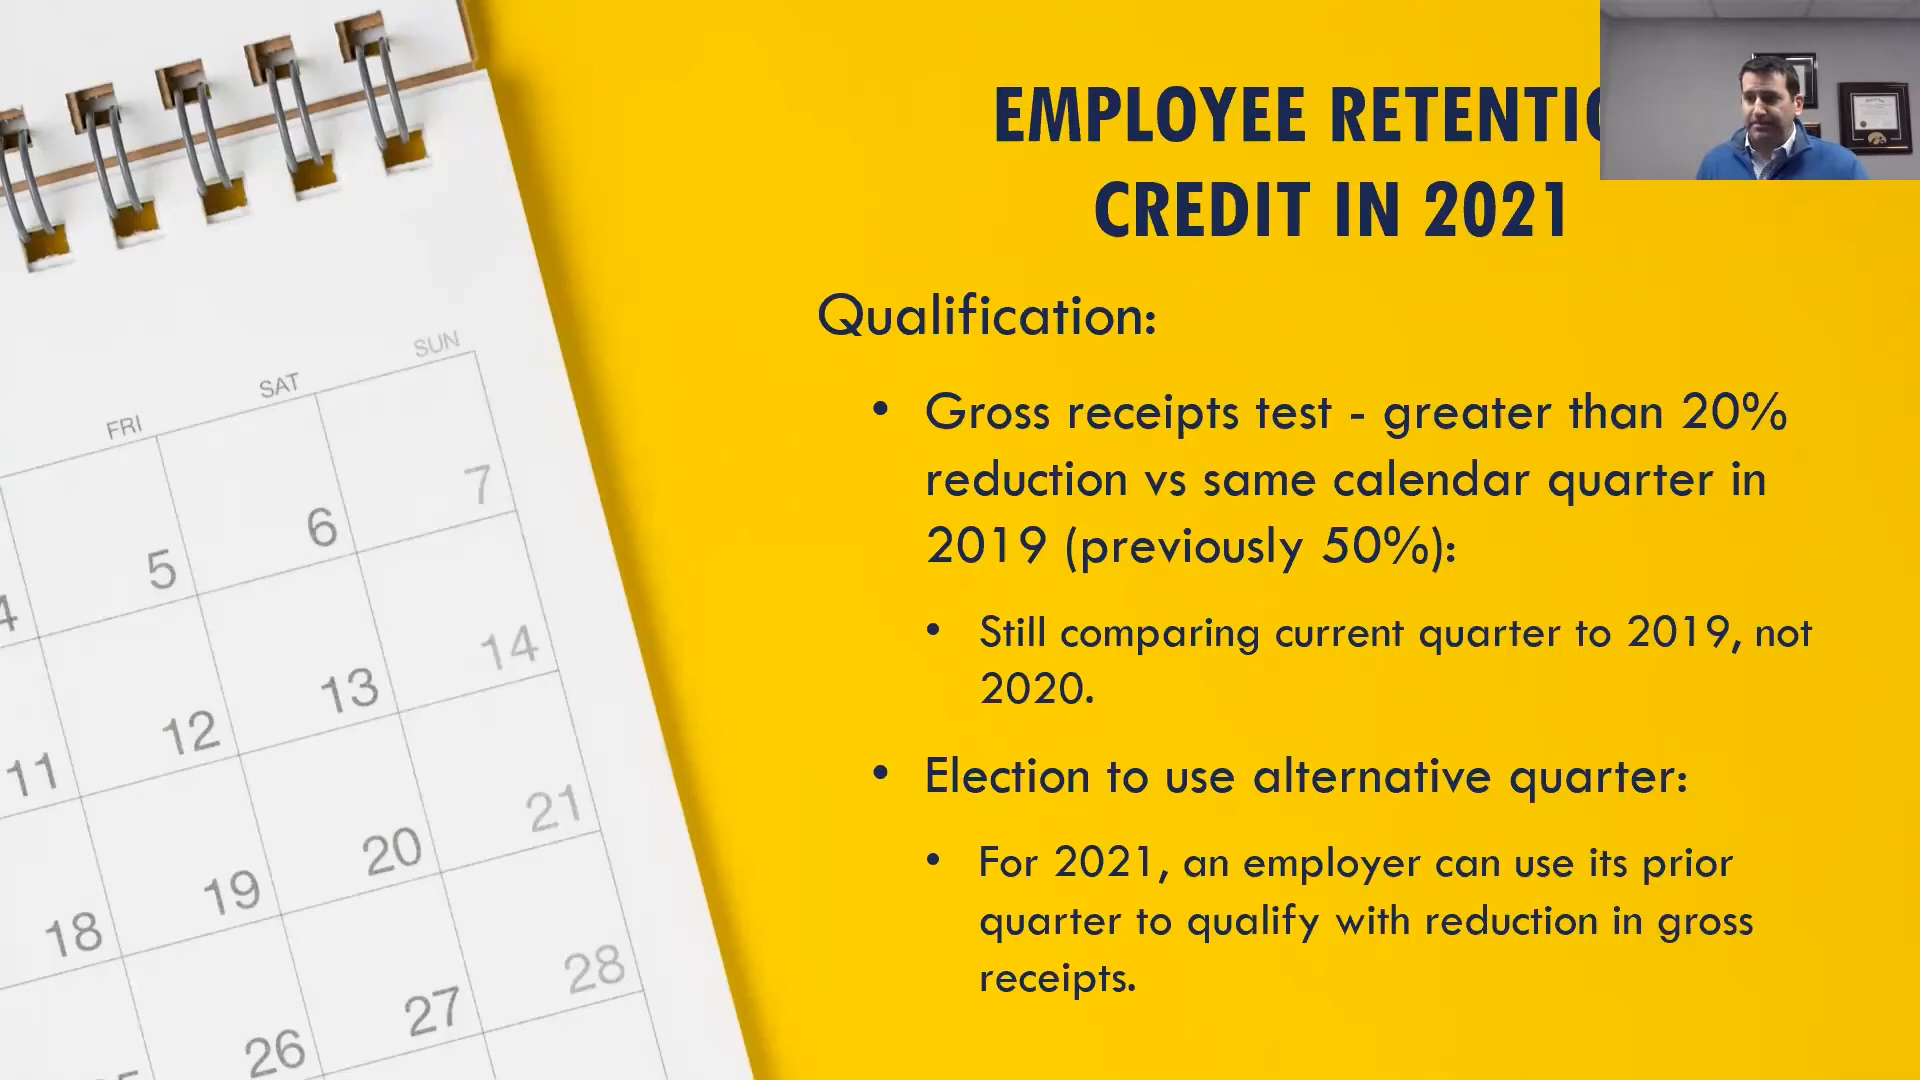 EMPLOYEE RETENTIO
CREDIT IN 2021
Qualification:
• Gross receipts test - greater than 20%
reduction vs same calendar quarter in
2019 (previously 50%):
• Still comparing current quarter to 2019, not
2020.
• Election to use alternative quarter:
• For 2021, an employer can use its prior
quarter to qualify with reduction in gross
receipts.
FRI SAT SUN
5 6 7
4
12 13 14
11
19 20 21
18
26 27 28